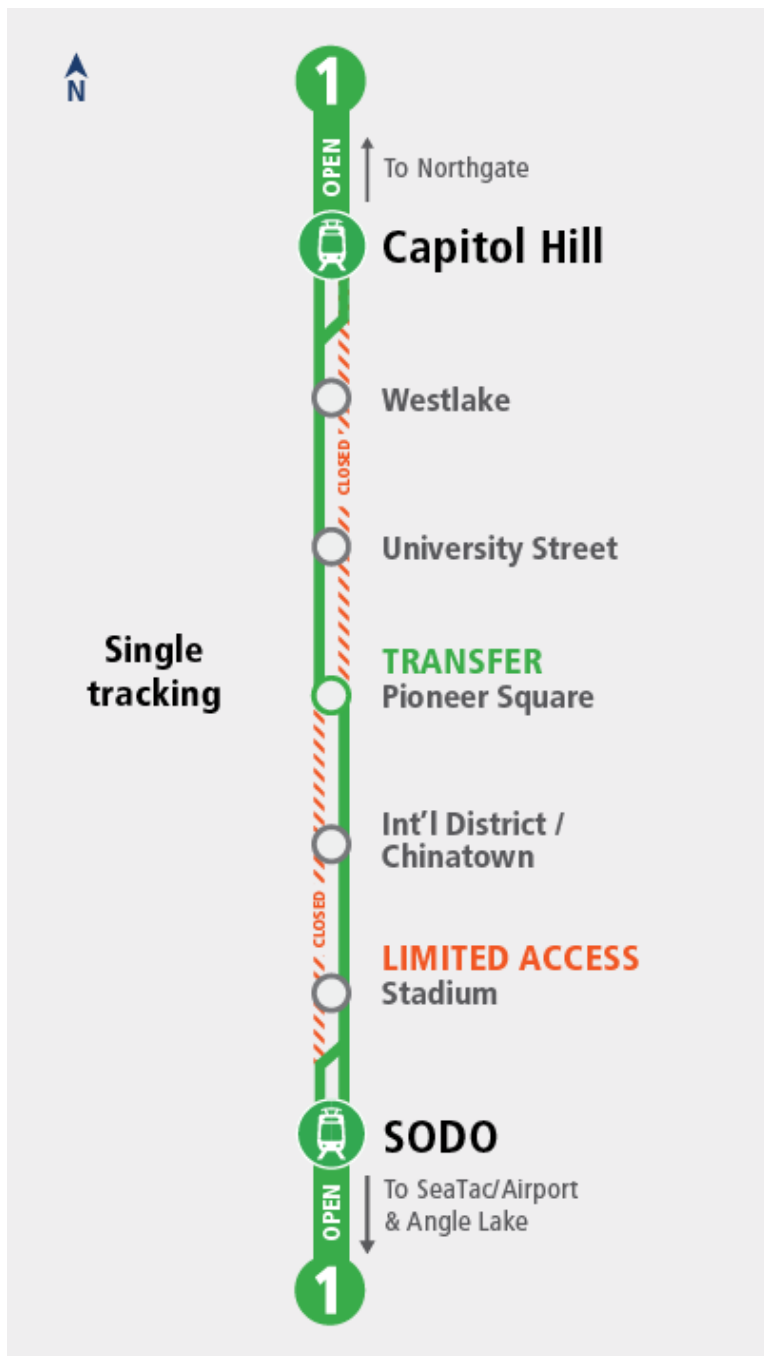 N
1
OPEN
To Northgate
Capitol Hill
Westlake
CLOSED
University Street
Single
tracking
TRANSFER
Pioneer Square
Int'l District /
Chinatown
CLOSED
LIMITED ACCESS
Stadium
SODO
OPEN
To SeaTac/Airport
& Angle Lake
1